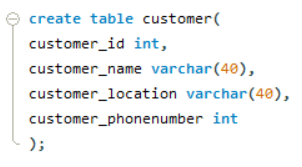 create table customer(
customer_id int,
customer_name varchar(40),
customer_location varchar(40),
customer_phonenumber int
);